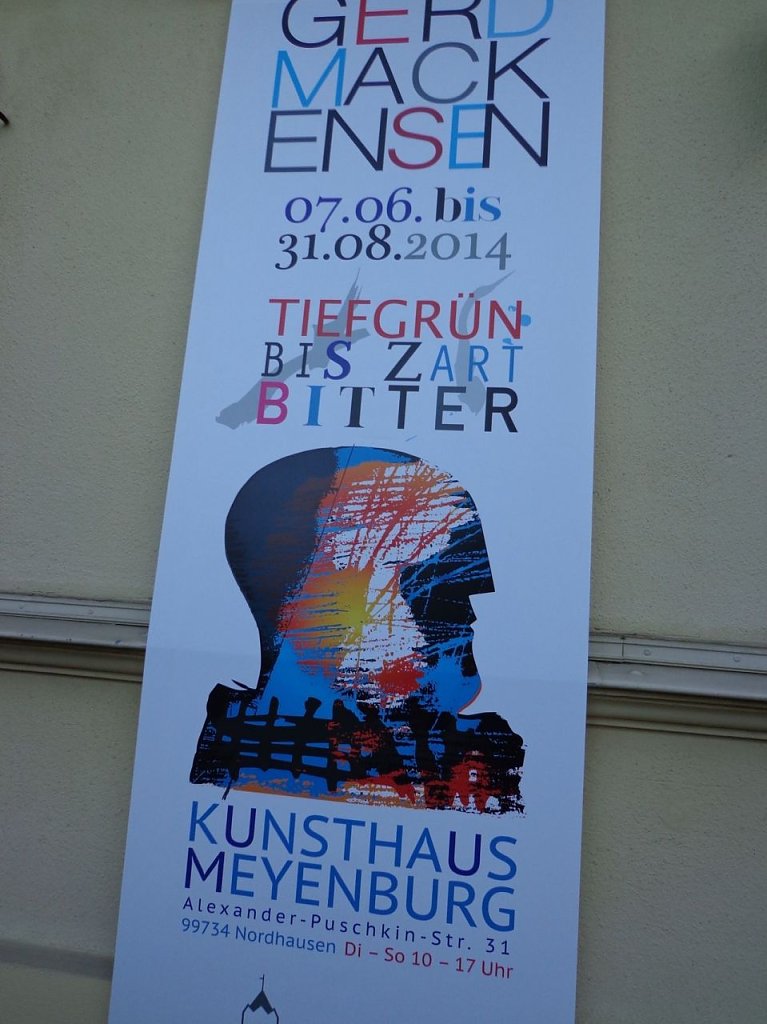 GERD
MACK
ENSEN
07.06. bis
31.08.2014
TIEFGRÜN
BIS ZART
BITTER
KUNSTHAUS
MEYENBURG
Alexander-Puschkin-Str. 31
99734 Nordhausen Di – So 10 – 17 Uhr